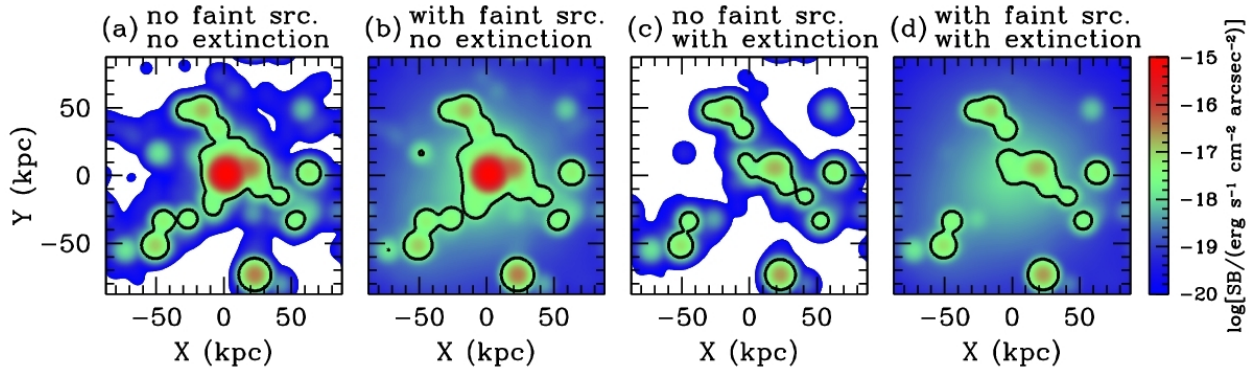 (a) no faint src.
no extinction
(b) with faint src.
no extinction
(c) no faint src.
with extinction
(d) with faint src.
with extinction
50
0
−50
Y (kpc)
−50 0 50
X (kpc)
−50 0 50
X (kpc)
−50 0 50
X (kpc)
−50 0 50
X (kpc)
−15
−16
−17
−18
−19
−20
log[SB/(erg s⁻¹ cm⁻² arcsec⁻²)]